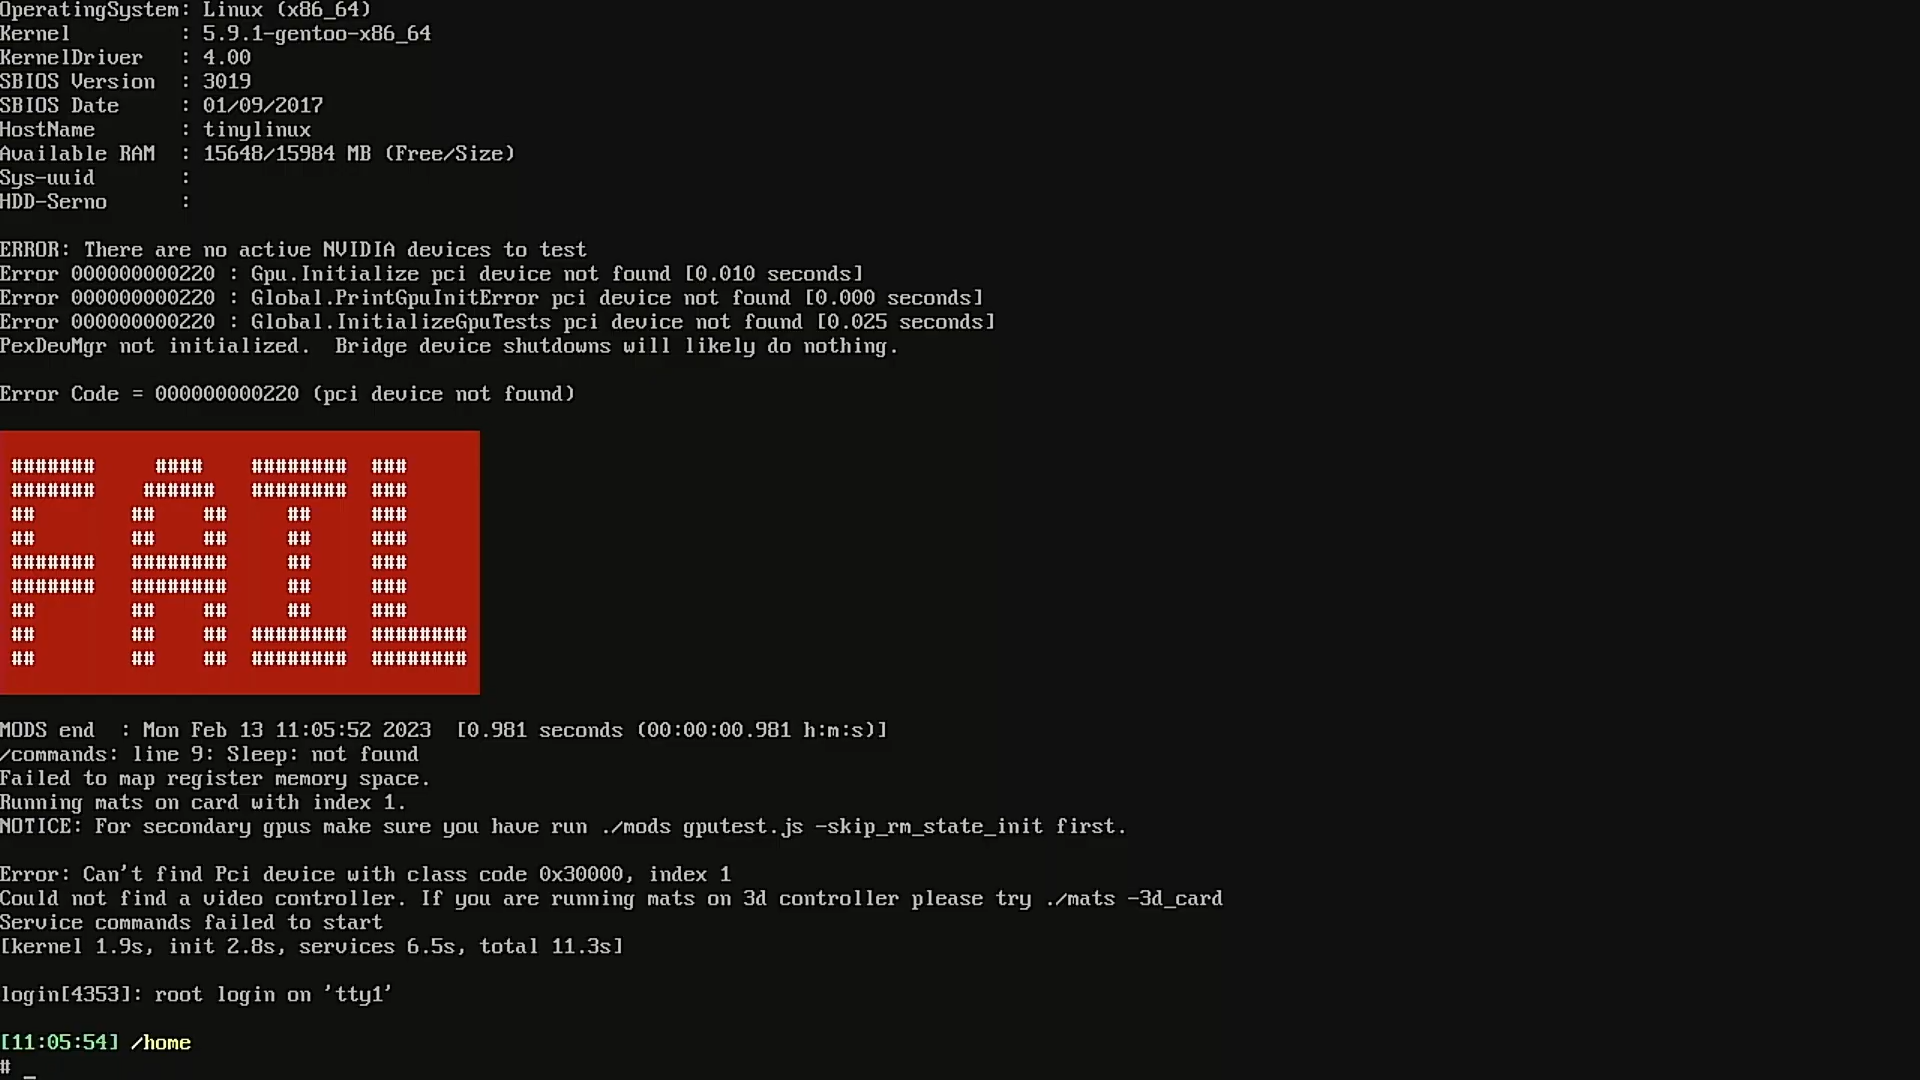 OperatingSystem: Linux (x86_64)
Kernel          : 5.9.1-gentoo-x86_64
KernelDriver    : 4.00
SBIOS Version   : 3019
SBIOS Date      : 01/09/2017
HostName        : tinylinux
Available RAM   : 15648/15984 MB (Free/Size)
Sys-uuid        :
HDD-Serno       :
ERROR: There are no active NVIDIA devices to test
Error 000000000220 : Gpu.Initialize pci device not found [0.010 seconds]
Error 000000000220 : Global.PrintGpuInitError pci device not found [0.000 seconds]
Error 000000000220 : Global.InitializeGpuTests pci device not found [0.025 seconds]
PexDevMgr not initialized.  Bridge device shutdowns will likely do nothing.
Error Code = 000000000220 (pci device not found)
FAIL
MODS end  : Mon Feb 13 11:05:52 2023  [0.981 seconds (00:00:00.981 h:m:s)]
/commands: line 9: Sleep: not found
Failed to map register memory space.
Running mats on card with index 1.
NOTICE: For secondary gpus make sure you have run ./mods gputest.js -skip_rm_state_init first.
Error: Can't find Pci device with class code 0x30000, index 1
Could not find a video controller. If you are running mats on 3d controller please try ./mats -3d_card
Service commands failed to start
[kernel 1.9s, init 2.8s, services 6.5s, total 11.3s]
login[4353]: root login on 'tty1'
[11:05:54] /home
# _